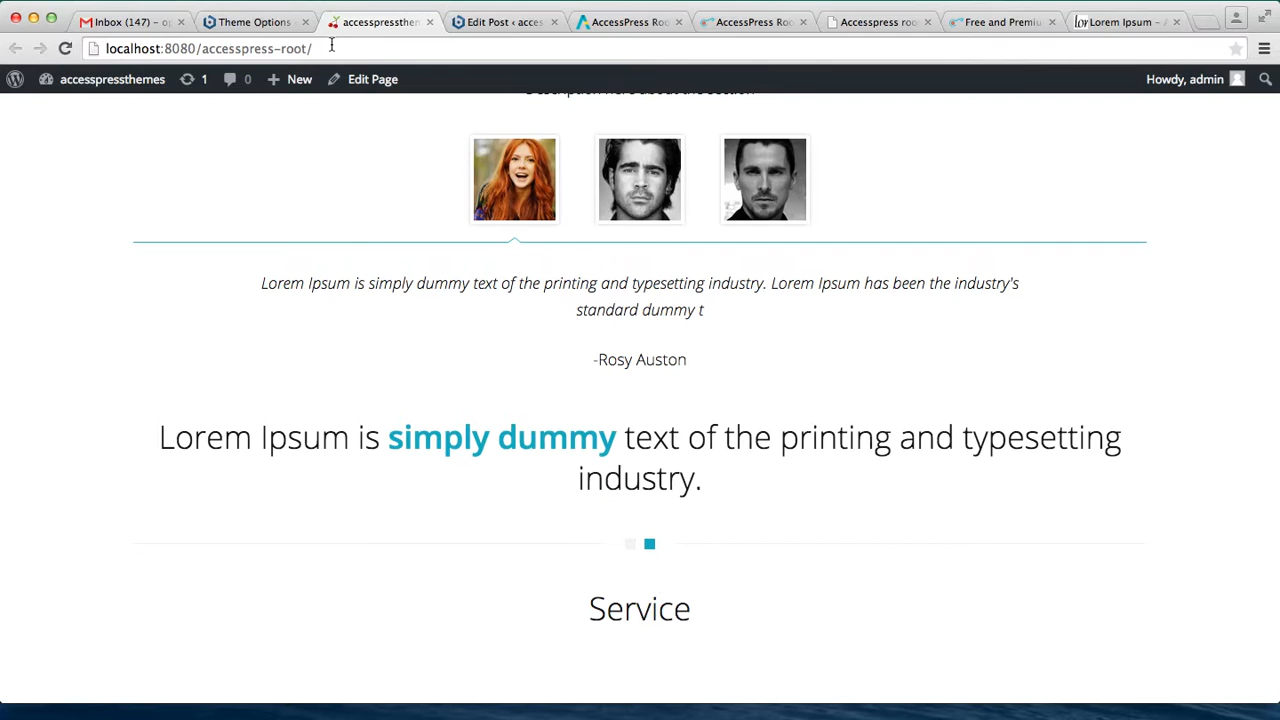 Inbox (147) – op
Theme Options
accesspressthem
Edit Post ‹ access
AccessPress Roo
AccessPress Roo
Accesspress roo
Free and Premi
Lorem Ipsum – A
localhost:8080/accesspress-root/
accesspressthemes
1
0
New
Edit Page
Howdy, admin
Description here about the section
Lorem Ipsum is simply dummy text of the printing and typesetting industry. Lorem Ipsum has been the industry's
standard dummy t
-Rosy Auston
Lorem Ipsum is simply dummy text of the printing and typesetting
industry.
Service